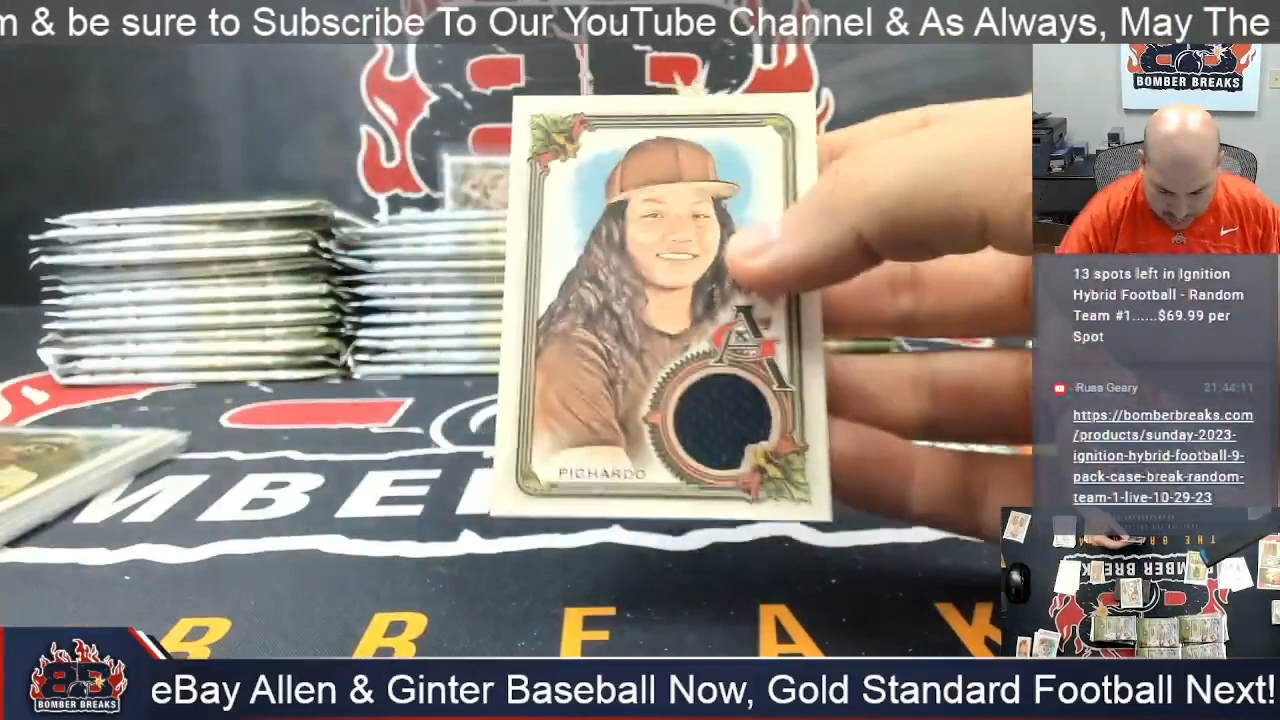 m & be sure to Subscribe To Our YouTube Channel & As Always, May The
BOMBER BREAKS
PICHARDO
13 spots left in Ignition
Hybrid Football - Random
Team #1......$69.99 per
Spot
Russ Geary 21:44:11
https://bomberbreaks.com
/products/sunday-2023-
ignition-hybrid-football-9-
pack-case-break-random-
team-1-live-10-29-23
MBE
BREAK
BOMBER BREAKS
eBay Allen & Ginter Baseball Now, Gold Standard Football Next!